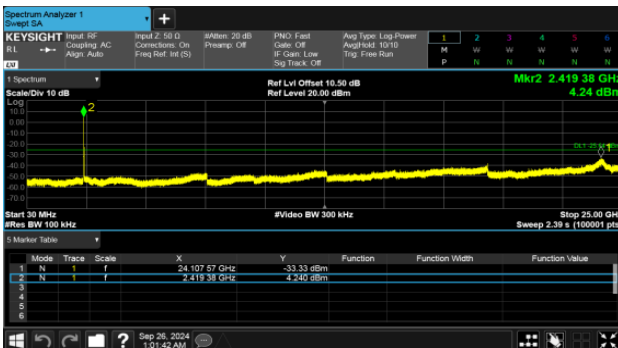 Spectrum Analyzer 1
Swept SA
+
KEYSIGHT Input: RF Input Z: 50 Ω #Atten: 20 dB PNO: Fast Avg Type: Log-Power 1 2 3 4 5 6
RL Coupling: AC Corrections: On Preamp: Off Gate: Off Avg|Hold: 10/10 M W W W W W
Align: Auto Freq Ref: Int (S) IF Gain: Low Trig: Free Run
LXI Sig Track: Off P N N N N N
1 Spectrum Ref Lvl Offset 10.50 dB Mkr2 2.419 38 GHz
Scale/Div 10 dB Ref Level 20.00 dBm 4.24 dBm
Log
10.0 2
0.00
-10.0
-20.0 1
-30.0
-40.0
-50.0
-60.0
-70.0
Start 30 MHz #Video BW 300 kHz Stop 25.00 GHz
#Res BW 100 kHz Sweep 2.39 s (100001 pts)
5 Marker Table
Mode Trace Scale X Y Function Function Width Function Value
1 N 1 f 24.107 57 GHz -33.33 dBm
2 N 1 f 2.419 38 GHz 4.240 dBm
3
4
5
6
? Sep 26, 2024
1:01:42 AM